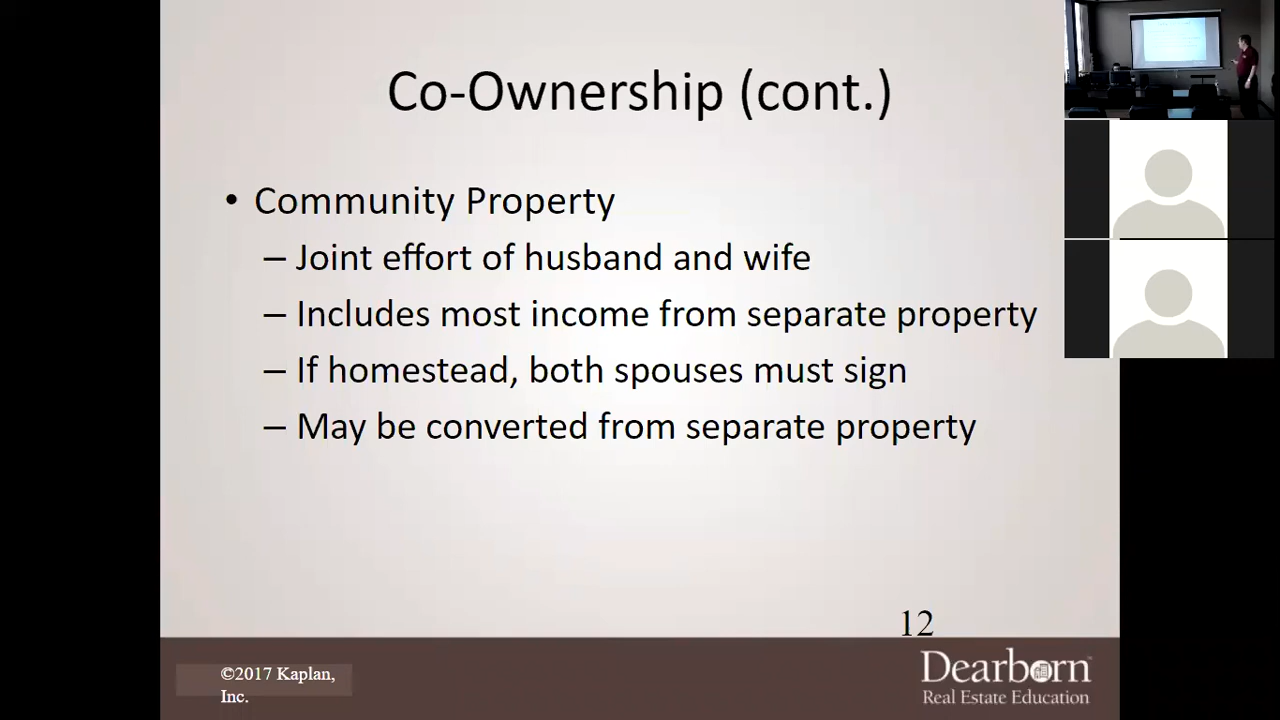 Co-Ownership (cont.)
• Community Property
– Joint effort of husband and wife
– Includes most income from separate property
– If homestead, both spouses must sign
– May be converted from separate property
12
©2017 Kaplan,
Inc.
Dearborn
Real Estate Education